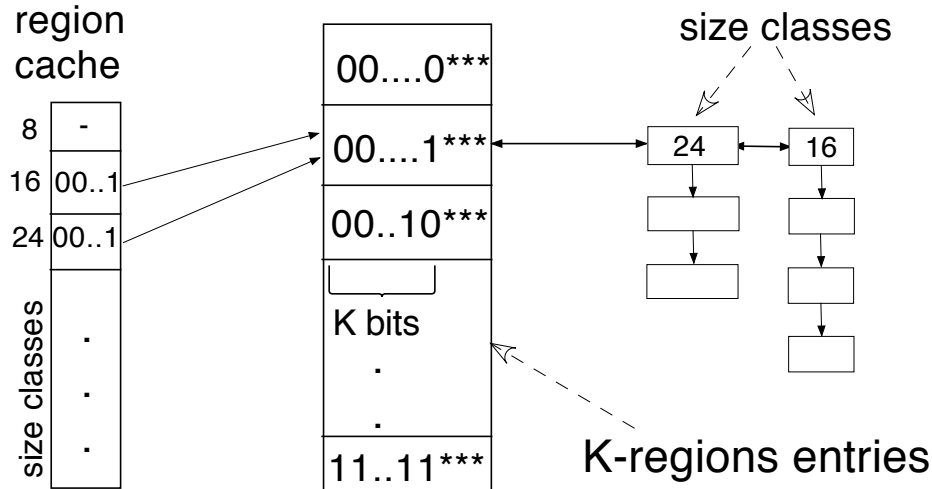 region
cache
8 -
16 00..1
24 00..1
size classes
.
.
.
00....0***
00....1***
00..10***
K bits
.
.
11..11***
size classes
24 16
K-regions entries